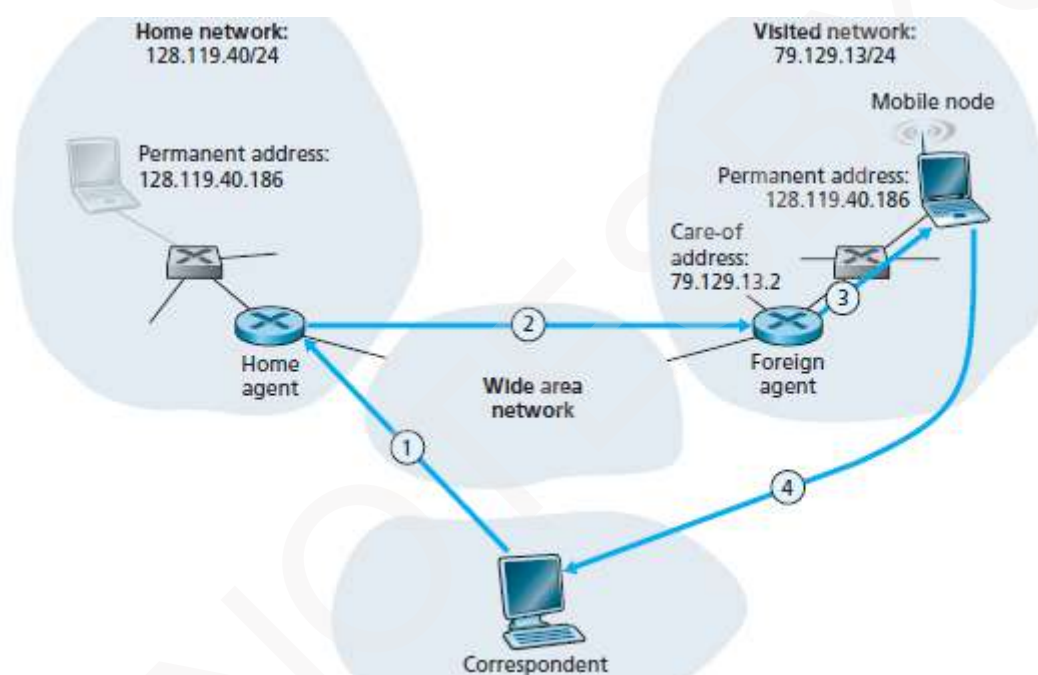 Home network:
128.119.40/24
Visited network:
79.129.13/24
Mobile node
Permanent address:
128.119.40.186
Permanent address:
128.119.40.186
Care-of
address:
79.129.13.2
3
2
Home
agent
Foreign
agent
Wide area
network
1
4
Correspondent